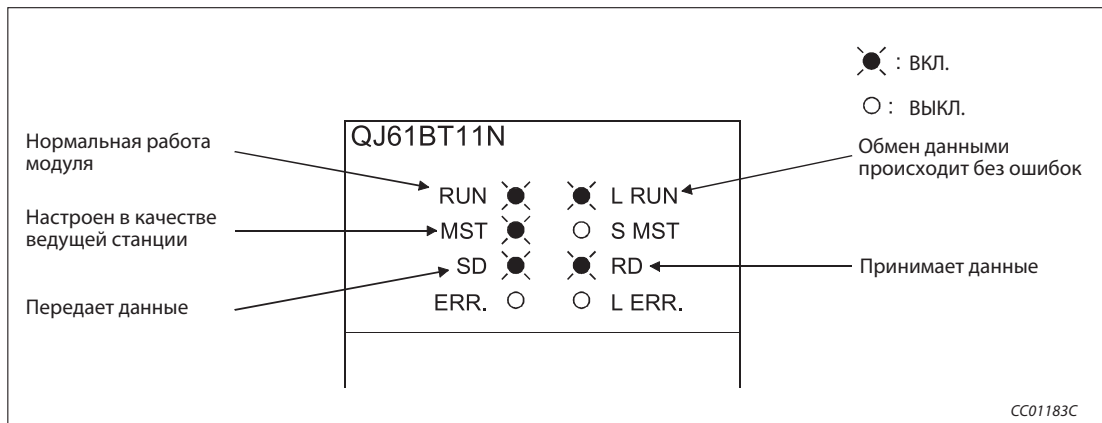 : ВКЛ.
: ВЫКЛ.
QJ61BT11N
Нормальная работа
модуля
Обмен данными
происходит без ошибок
RUN
L RUN
Настроен в качестве
ведущей станции
MST
S MST
SD
RD
Принимает данные
Передает данные
ERR.
L ERR.
CC01183C